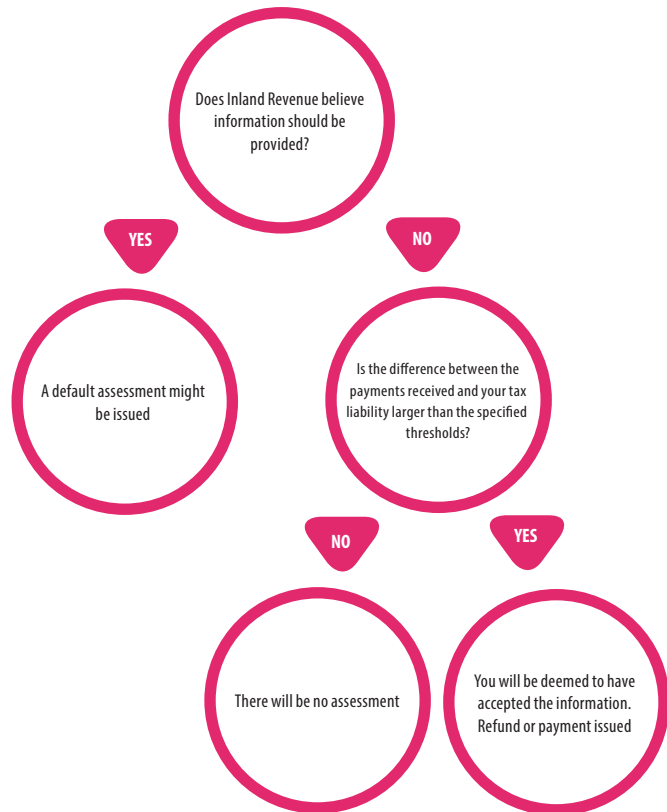 Does Inland Revenue believe
information should be
provided?
YES
NO
A default assessment might
be issued
Is the difference between the
payments received and your tax
liability larger than the specified
thresholds?
NO
YES
There will be no assessment
You will be deemed to have
accepted the information.
Refund or payment issued